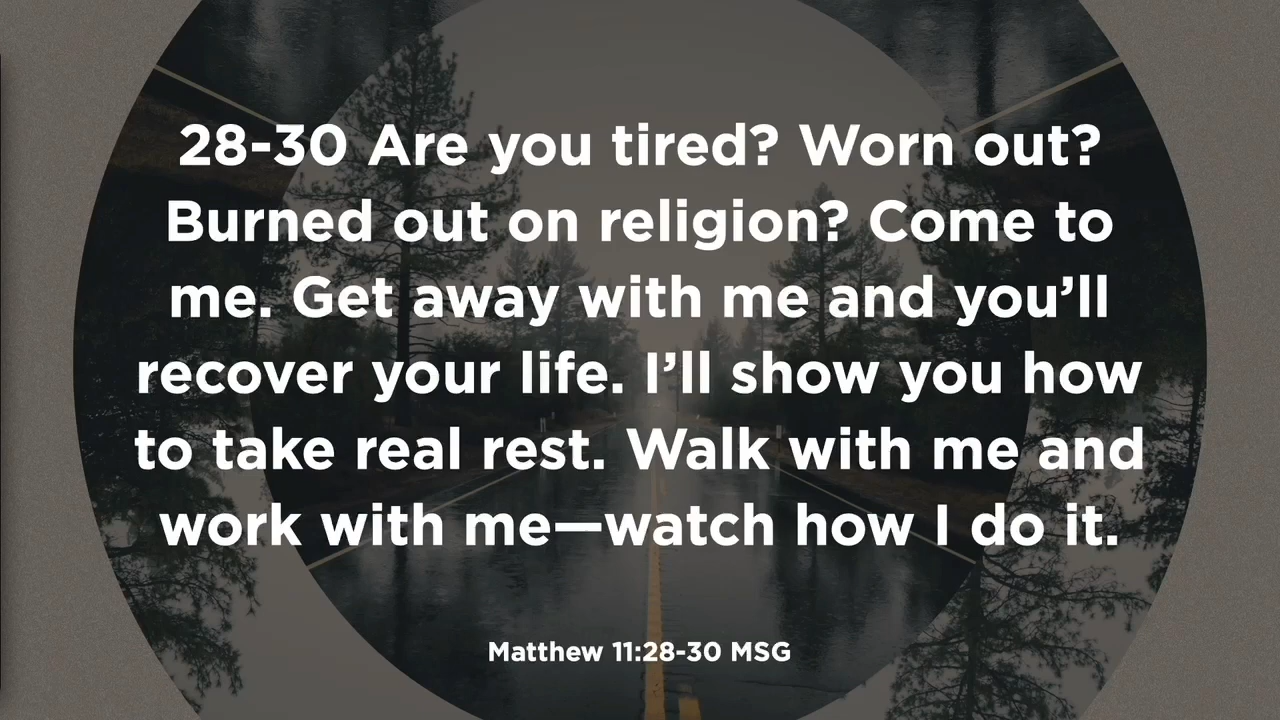 28-30 Are you tired? Worn out?
Burned out on religion? Come to
me. Get away with me and you’ll
recover your life. I’ll show you how
to take real rest. Walk with me and
work with me—watch how I do it.
Matthew 11:28-30 MSG